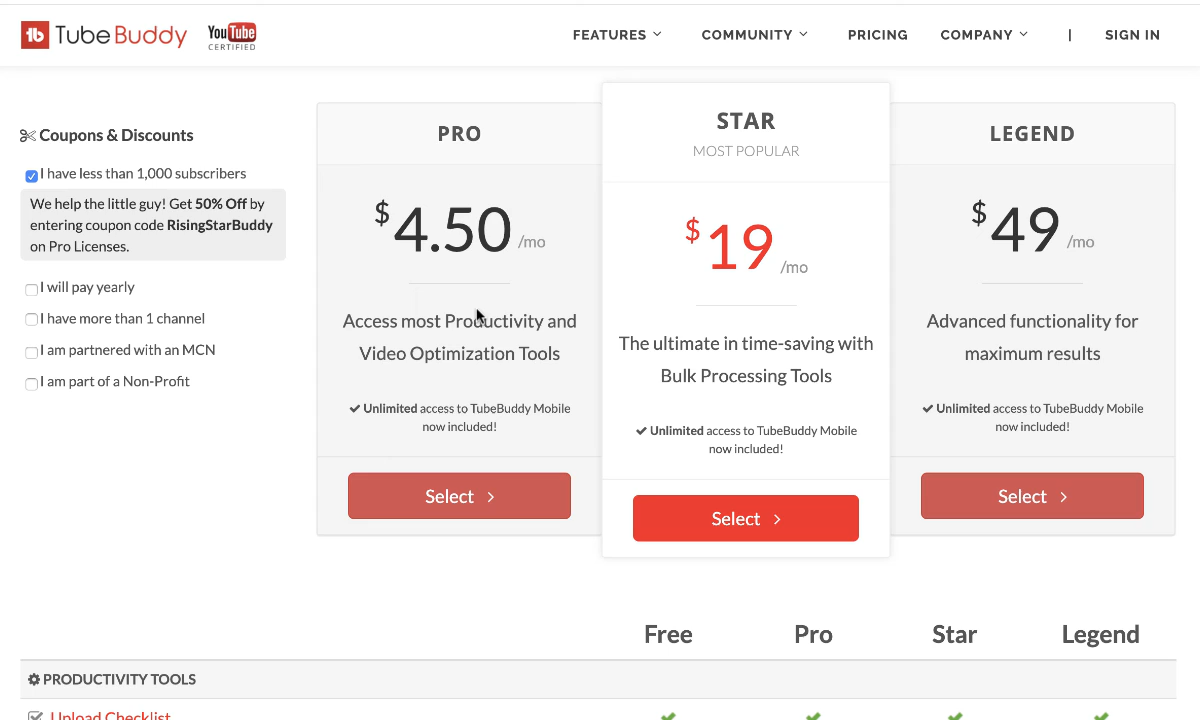 TubeBuddy
YouTube
CERTIFIED
FEATURES
COMMUNITY
PRICING
COMPANY
|
SIGN IN
Coupons & Discounts
I have less than 1,000 subscribers
We help the little guy! Get 50% Off by
entering coupon code RisingStarBuddy
on Pro Licenses.
I will pay yearly
I have more than 1 channel
I am partnered with an MCN
I am part of a Non-Profit
PRO
$4.50 /mo
Access most Productivity and
Video Optimization Tools
Unlimited access to TubeBuddy Mobile
now included!
Select
STAR
MOST POPULAR
$19 /mo
The ultimate in time-saving with
Bulk Processing Tools
Unlimited access to TubeBuddy Mobile
now included!
Select
LEGEND
$49 /mo
Advanced functionality for
maximum results
Unlimited access to TubeBuddy Mobile
now included!
Select
Free Pro Star Legend
PRODUCTIVITY TOOLS
Upload Checklist